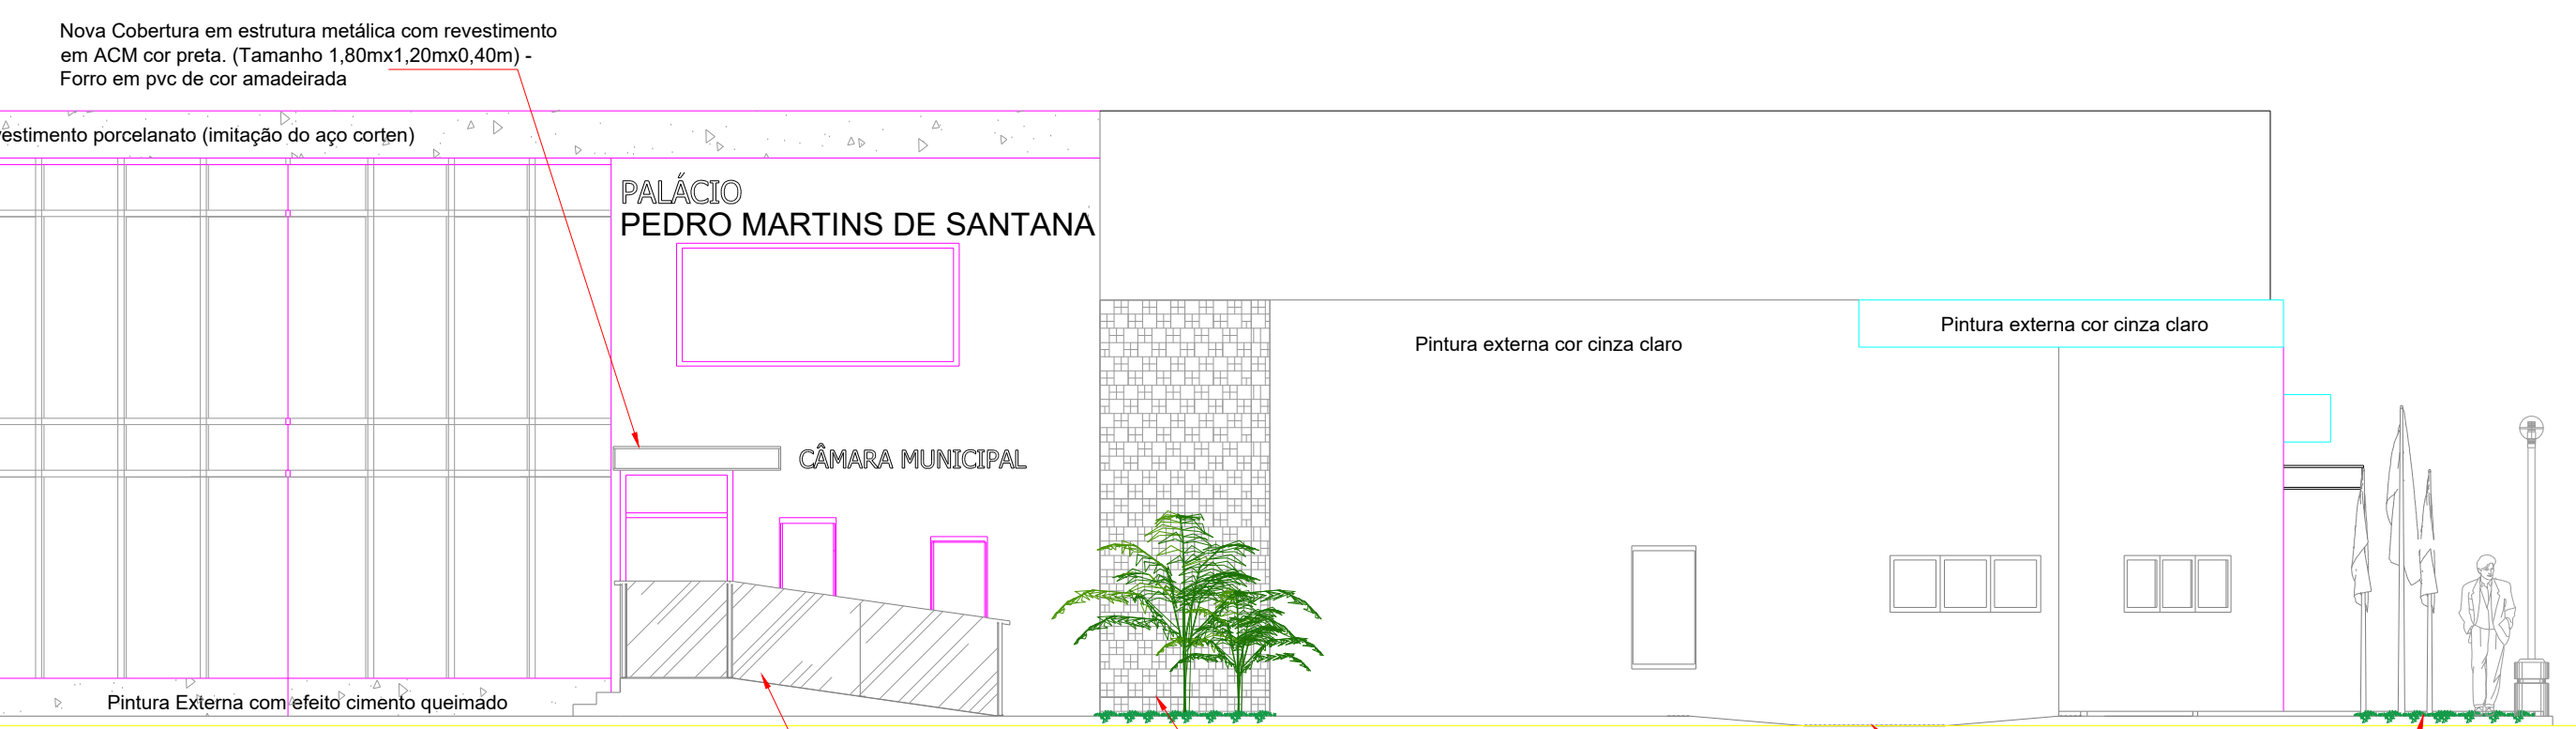 Nova Cobertura em estrutura metálica com revestimento
em ACM cor preta. (Tamanho 1,80mx1,20mx0,40m) -
Forro em pvc de cor amadeirada
vestimento porcelanato (imitação do aço corten)
PALÁCIO
PEDRO MARTINS DE SANTANA
Pintura externa cor cinza claro
Pintura externa cor cinza claro
CÂMARA MUNICIPAL
Pintura Externa com efeito cimento queimado